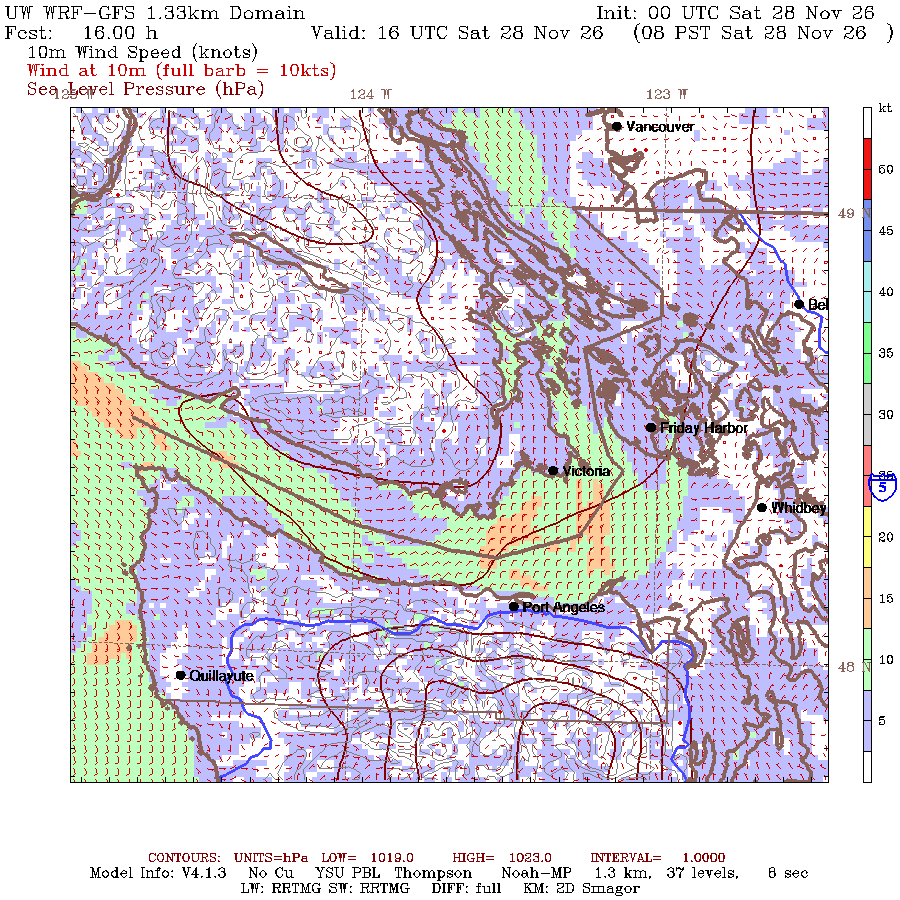 UW WRF-GFS 1.33km Domain Init: 00 UTC Sat 28 Nov 26
Fcst: 16.00 h Valid: 16 UTC Sat 28 Nov 26 (08 PST Sat 28 Nov 26 )
10m Wind Speed (knots)
Wind at 10m (full barb = 10kts)
Sea Level Pressure (hPa)
125 W 124 W 123 W
kt
Vancouver
60
49 N
45
40
Bel
35
30
Friday Harbor
Victoria
25
5
Whidbey
20
15
Port Angeles
10
48 N
Quillayute
5
CONTOURS: UNITS=hPa LOW= 1019.0 HIGH= 1023.0 INTERVAL= 1.0000
Model Info: V4.1.3 No Cu YSU PBL Thompson Noah-MP 1.3 km, 37 levels, 8 sec
LW: RRTMG SW: RRTMG DIFF: full KM: 2D Smagor